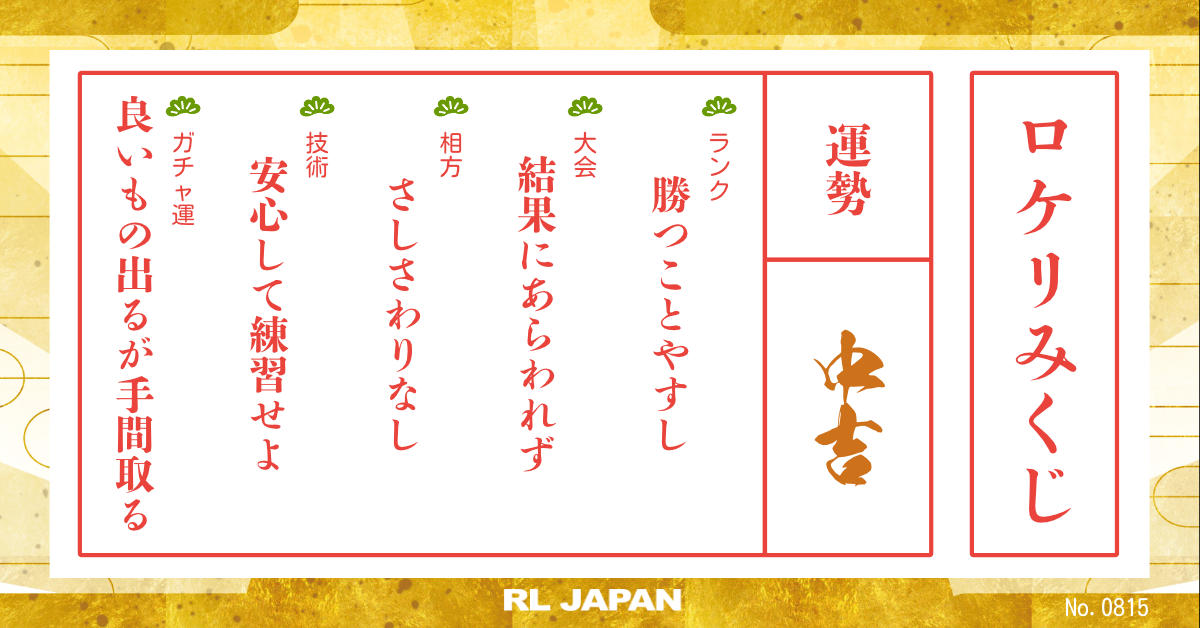 ロケリみくじ
運勢
中吉
ランク
勝つことやすし
大会
結果にあらわれず
相方
さしさわりなし
技術
安心して練習せよ
ガチャ運
良いもの出るが手間取る
RL JAPAN
No.0815